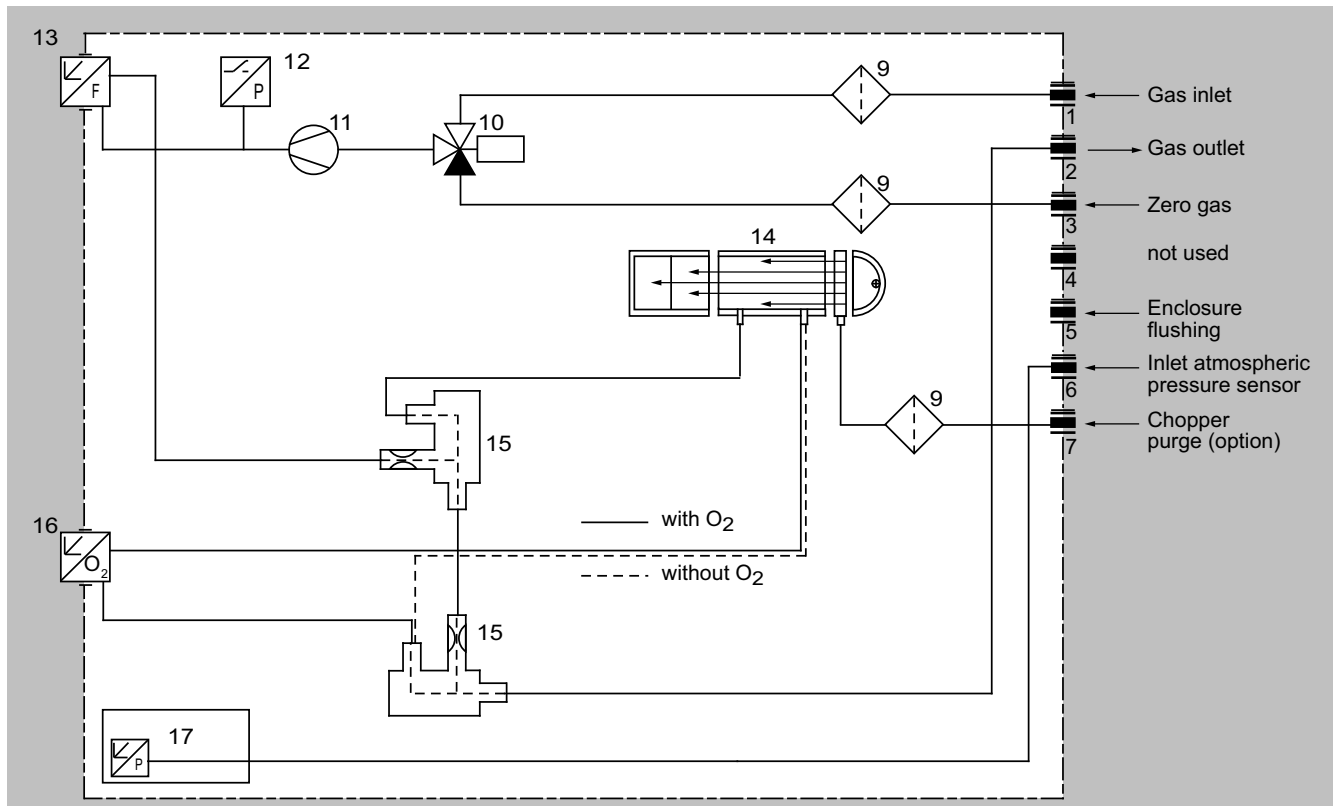 13
F
12
P
11
10
9
1
Gas inlet
2
Gas outlet
9
3
Zero gas
14
4
not used
5
Enclosure
flushing
6
Inlet atmospheric
pressure sensor
9
7
Chopper
purge (option)
15
16
O2
with O2
without O2
15
17
P